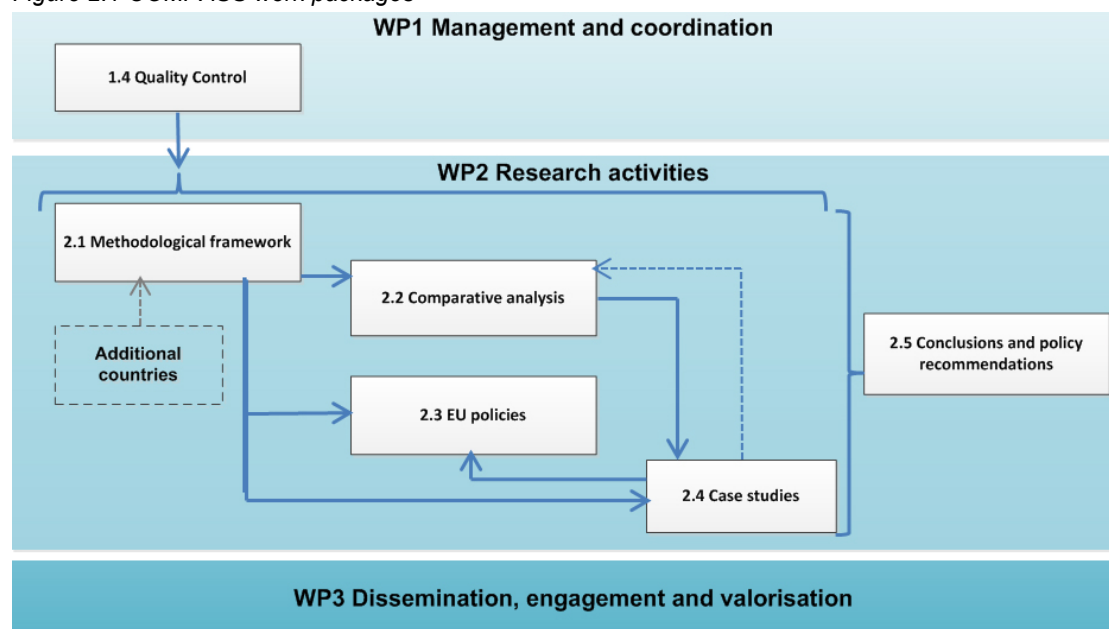 WP1 Management and coordination
1.4 Quality Control
WP2 Research activities
2.1 Methodological framework
2.2 Comparative analysis
Additional
countries
2.3 EU policies
2.4 Case studies
2.5 Conclusions and policy
recommendations
WP3 Dissemination, engagement and valorisation